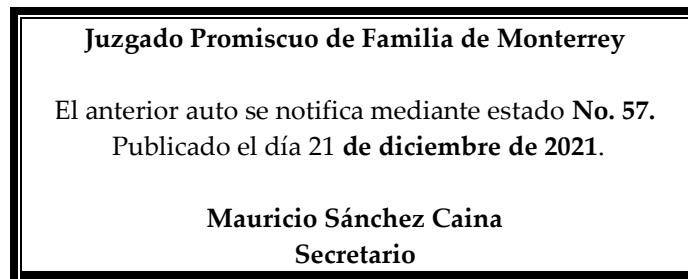 Juzgado Promiscuo de Familia de Monterrey
El anterior auto se notifica mediante estado No. 57.
Publicado el día 21 de diciembre de 2021.
Mauricio Sánchez Caina
Secretario